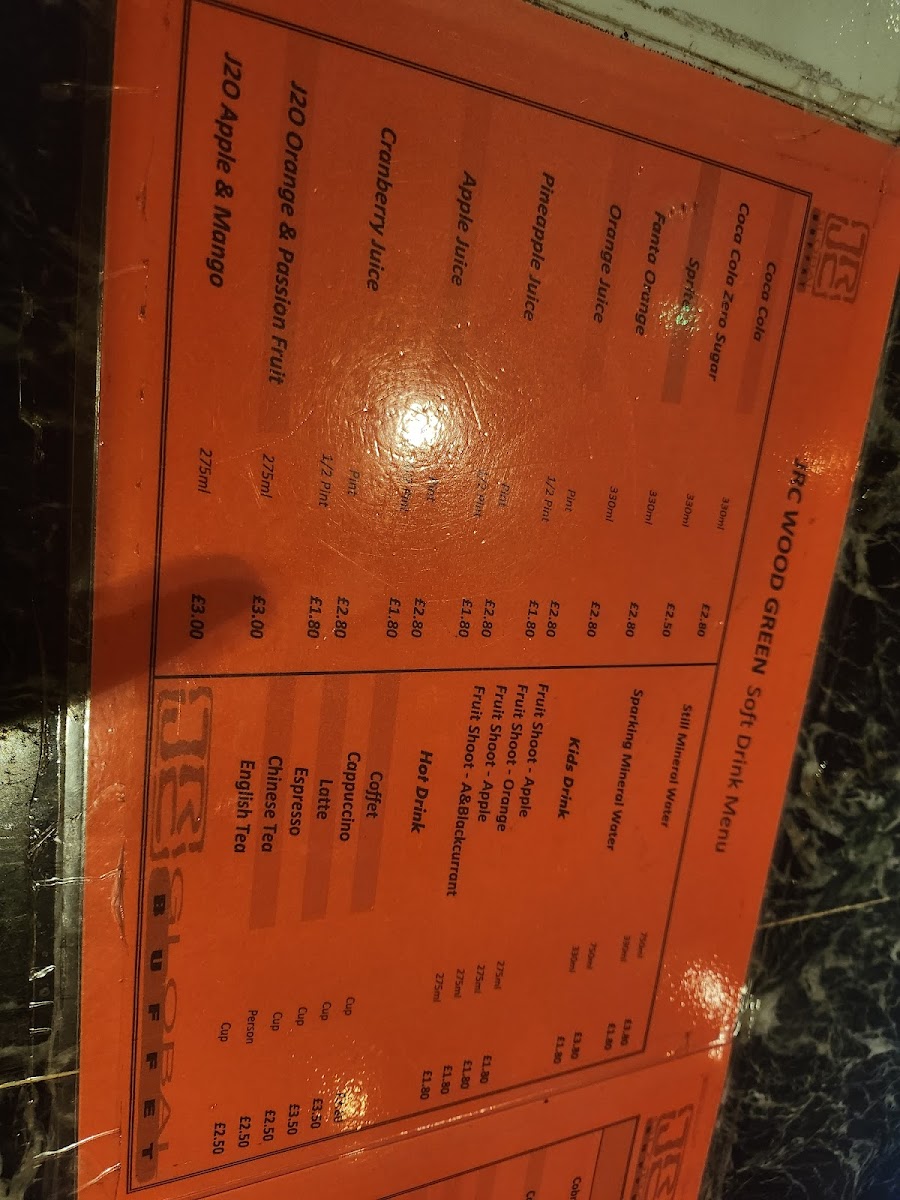 JRC WOOD GREEN Soft Drink Menu
Coca Cola 330ml £2.80
Coca Cola Zero Sugar 330ml £2.50
Sprite 330ml £2.80
Fanta Orange 330ml £2.80
Orange Juice Pint £2.80
1/2 Pint £1.80
Pineapple Juice Pint £2.80
1/2 Pint £1.80
Apple Juice Pint £2.80
1/2 Pint £1.80
Cranberry Juice Pint £2.80
1/2 Pint £1.80
J2O Orange & Passion Fruit 275ml £3.00
J2O Apple & Mango 275ml £3.00
Still Mineral Water 750ml £3.80
330ml £1.80
Sparking Mineral Water 750ml £3.80
330ml £1.80
Kids Drink
Fruit Shoot - Apple 275ml £1.80
Fruit Shoot - Orange 275ml £1.80
Fruit Shoot - Apple 275ml £1.80
Fruit Shoot - A&Blackcurrant 275ml £1.80
Hot Drink
Coffet Cup
Cappuccino Cup £3.50
Latte Cup £3.50
Espresso Cup £2.50
Chinese Tea Person £2.50
English Tea Cup £2.50
JRC GLOBAL
BUFFET